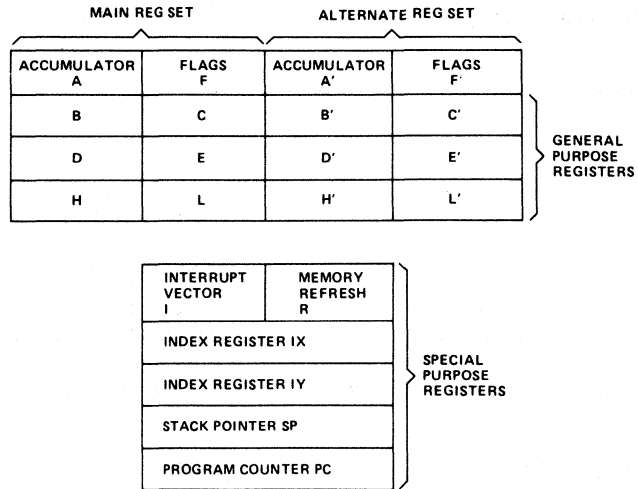 MAIN REG SET
ALTERNATE REG SET
ACCUMULATOR
A
FLAGS
F
ACCUMULATOR
A'
FLAGS
F'
B
C
B'
C'
D
E
D'
E'
H
L
H'
L'
GENERAL
PURPOSE
REGISTERS
INTERRUPT
VECTOR
I
MEMORY
REFRESH
R
INDEX REGISTER IX
INDEX REGISTER IY
STACK POINTER SP
PROGRAM COUNTER PC
SPECIAL
PURPOSE
REGISTERS